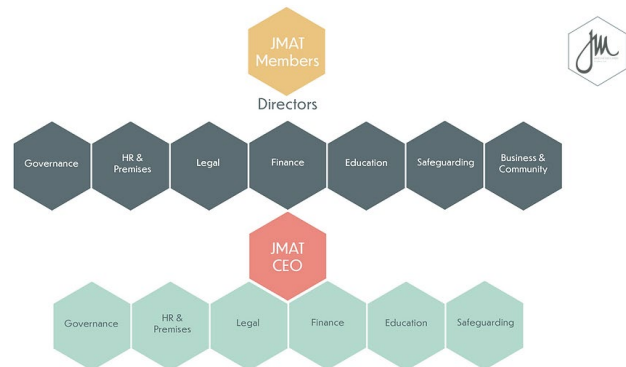 JMAT
Members
jm
Directors
Governance
HR &
Premises
Legal
Finance
Education
Safeguarding
Business &
Community
JMAT
CEO
Governance
HR &
Premises
Legal
Finance
Education
Safeguarding